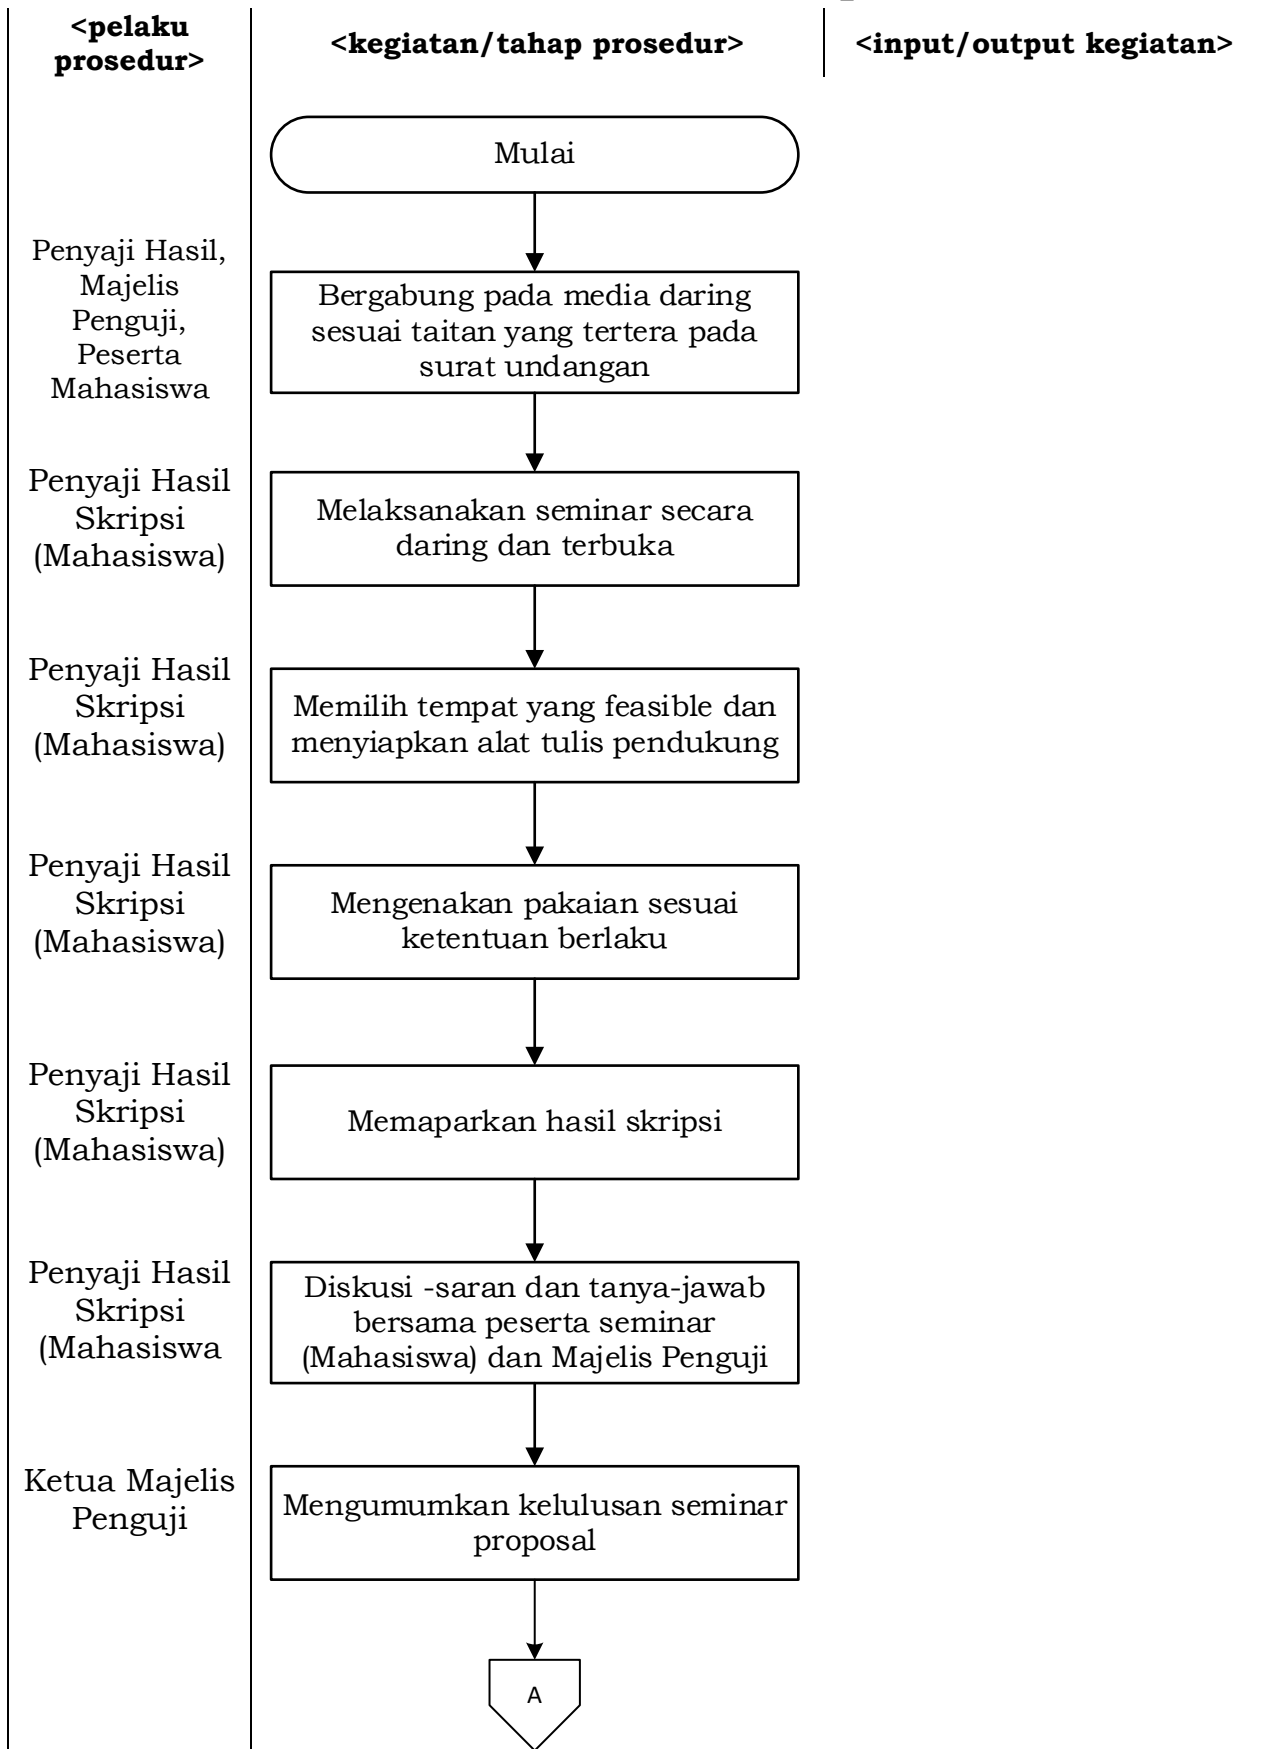 <pelaku
prosedur>
<kegiatan/tahap prosedur>
<input/output kegiatan>
Mulai
Penyaji Hasil,
Majelis
Penguji,
Peserta
Mahasiswa
Bergabung pada media daring
sesuai taitan yang tertera pada
surat undangan
Penyaji Hasil
Skripsi
(Mahasiswa)
Melaksanakan seminar secara
daring dan terbuka
Penyaji Hasil
Skripsi
(Mahasiswa)
Memilih tempat yang feasible dan
menyiapkan alat tulis pendukung
Penyaji Hasil
Skripsi
(Mahasiswa)
Mengenakan pakaian sesuai
ketentuan berlaku
Penyaji Hasil
Skripsi
(Mahasiswa)
Memaparkan hasil skripsi
Penyaji Hasil
Skripsi
(Mahasiswa
Diskusi -saran dan tanya-jawab
bersama peserta seminar
(Mahasiswa) dan Majelis Penguji
Ketua Majelis
Penguji
Mengumumkan kelulusan seminar
proposal
A